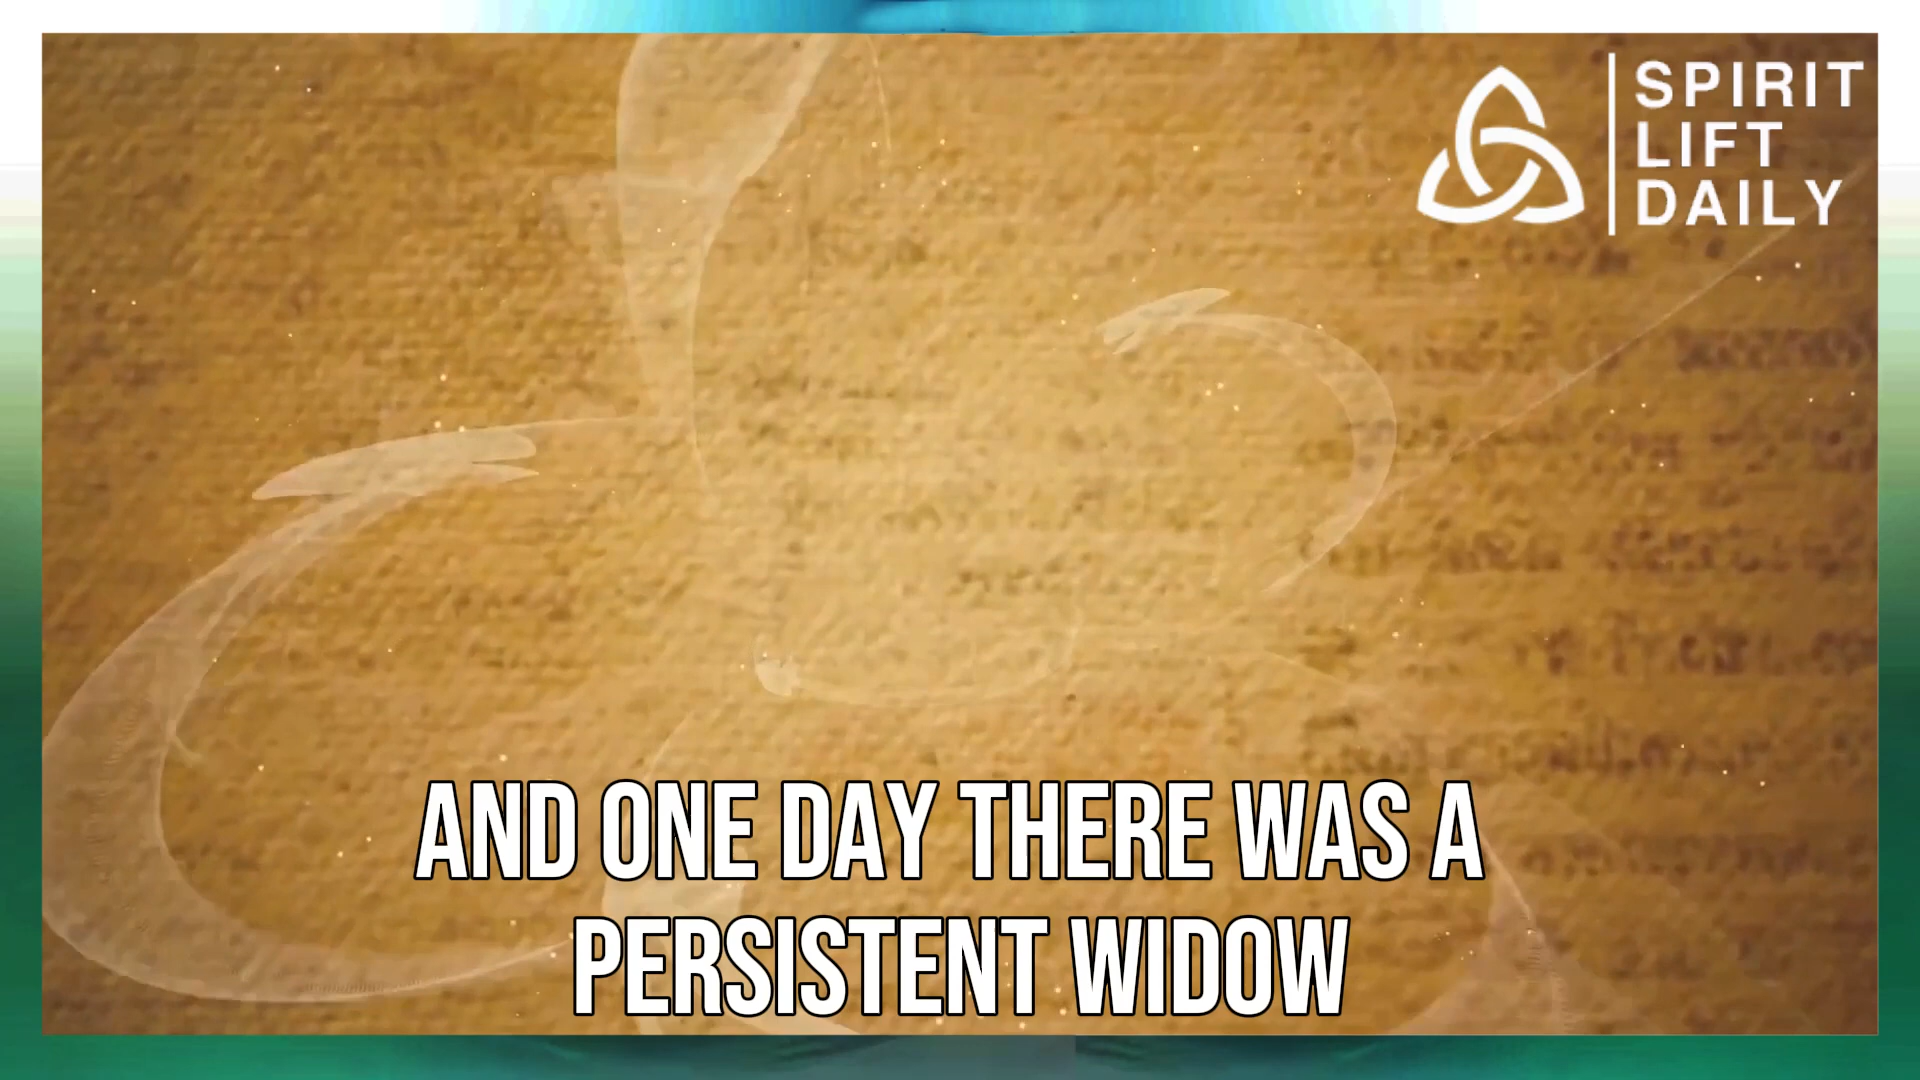 SPIRIT
LIFT
DAILY
AND ONE DAY THERE WAS A
PERSISTENT WIDOW